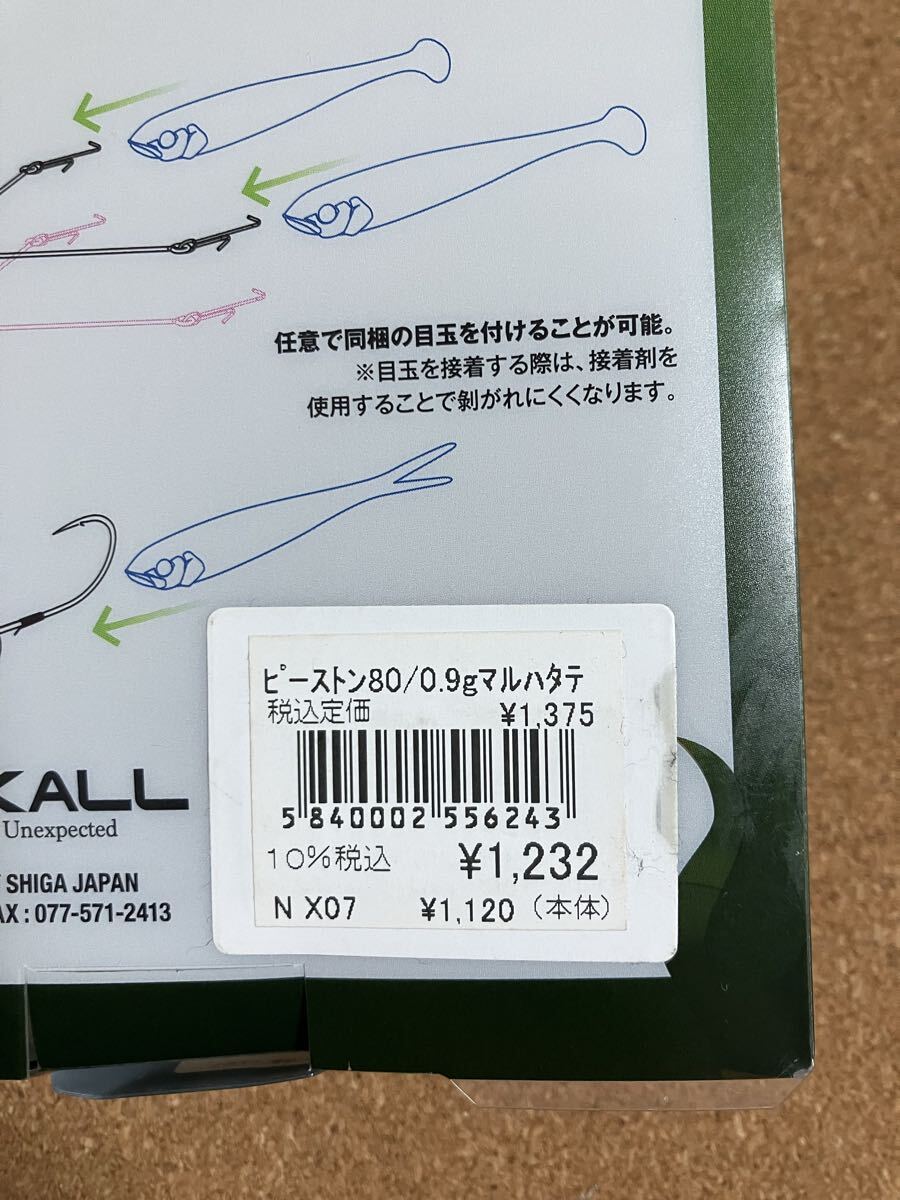 任意で同梱の目玉を付けることが可能。
※目玉を接着する際は、接着剤を
使用することで剝がれにくくなります。
ピーストン80/0.9gマルハタテ
税込定価 ¥1,375
5 840002 556243
10%税込 ¥1,232
N X07 ¥1,120（本体）
KALL
Unexpected
SHIGA JAPAN
AX : 077-571-2413